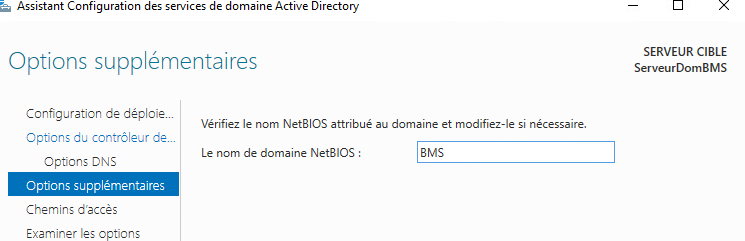 Assistant Configuration des services de domaine Active Directory
Options supplémentaires
SERVEUR CIBLE
ServeurDomBMS
Configuration de déploie...
Options du contrôleur de...
Options DNS
Options supplémentaires
Chemins d'accès
Examiner les options
Vérifiez le nom NetBIOS attribué au domaine et modifiez-le si nécessaire.
Le nom de domaine NetBIOS : BMS